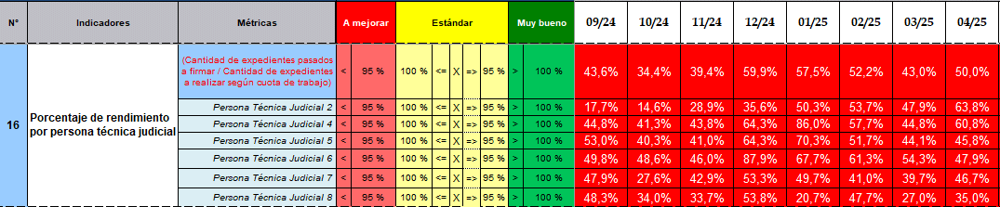 N° Indicadores Métricas A mejorar Estándar Muy bueno 09/24 10/24 11/24 12/24 01/25 02/25 03/25 04/25
16 Porcentaje de rendimiento por persona técnica judicial
(Cantidad de expedientes pasados
a firmar / Cantidad de expedientes
a realizar según cuota de trabajo) < 95 % 100 % <= X => 95 % > 100 % 43,6% 34,4% 39,4% 59,9% 57,5% 52,2% 43,0% 50,0%
Persona Técnica Judicial 2 < 95 % 100 % <= X => 95 % > 100 % 17,7% 14,6% 28,9% 35,6% 50,3% 53,7% 47,9% 63,8%
Persona Técnica Judicial 4 < 95 % 100 % <= X => 95 % > 100 % 44,8% 41,3% 43,8% 64,3% 86,0% 57,7% 44,8% 60,8%
Persona Técnica Judicial 5 < 95 % 100 % <= X => 95 % > 100 % 53,0% 40,3% 41,0% 64,3% 70,3% 51,7% 44,1% 45,8%
Persona Técnica Judicial 6 < 95 % 100 % <= X => 95 % > 100 % 49,8% 48,6% 46,0% 87,9% 67,7% 61,3% 54,3% 47,9%
Persona Técnica Judicial 7 < 95 % 100 % <= X => 95 % > 100 % 47,9% 27,6% 42,9% 53,3% 49,7% 41,0% 39,7% 46,7%
Persona Técnica Judicial 8 < 95 % 100 % <= X => 95 % > 100 % 48,3% 34,0% 33,7% 53,8% 20,7% 47,7% 27,0% 35,0%